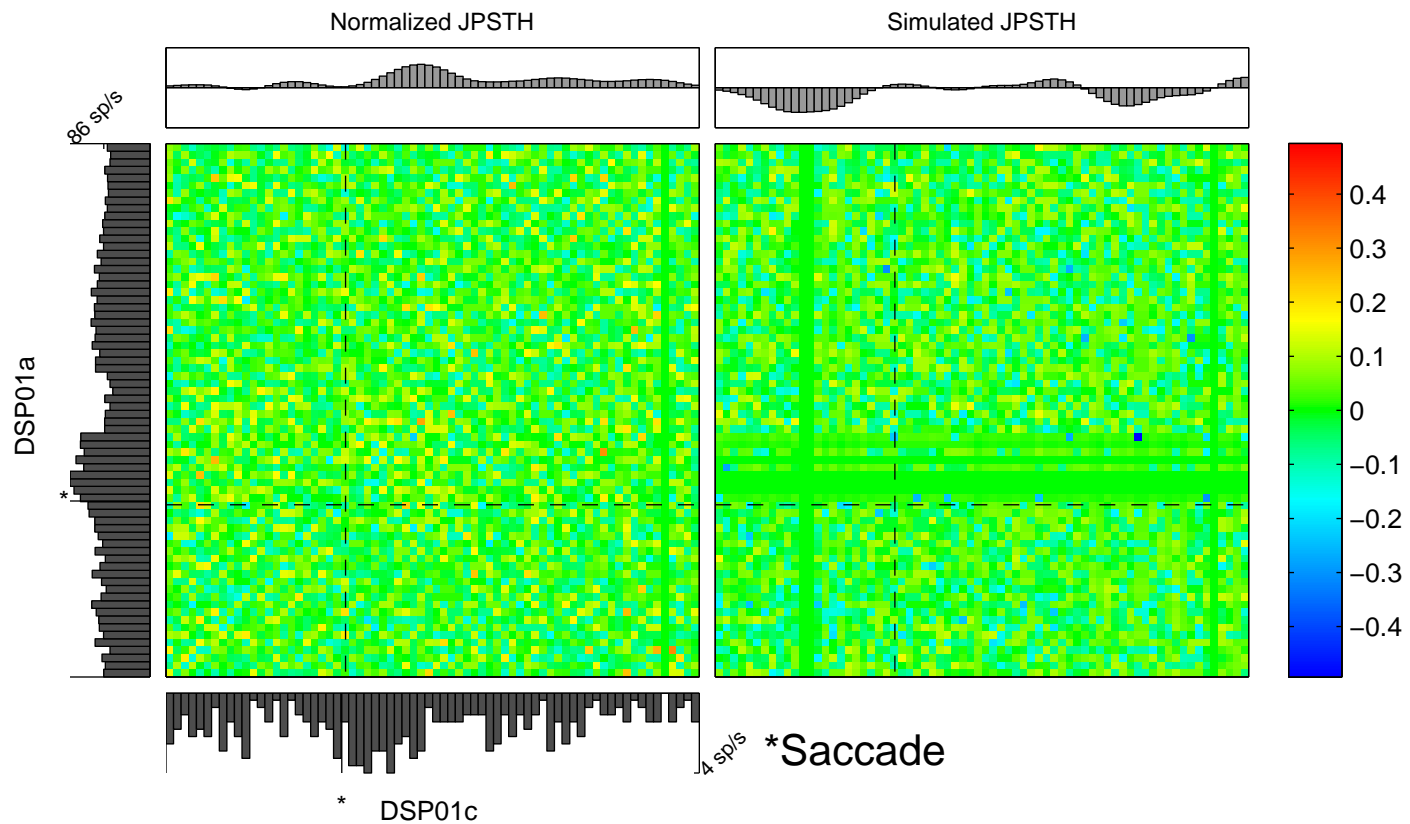 Normalized JPSTH
Simulated JPSTH
86 sp/s
DSP01a
*
0.4
0.3
0.2
0.1
0
−0.1
−0.2
−0.3
−0.4
4 sp/s
*Saccade
*
DSP01c